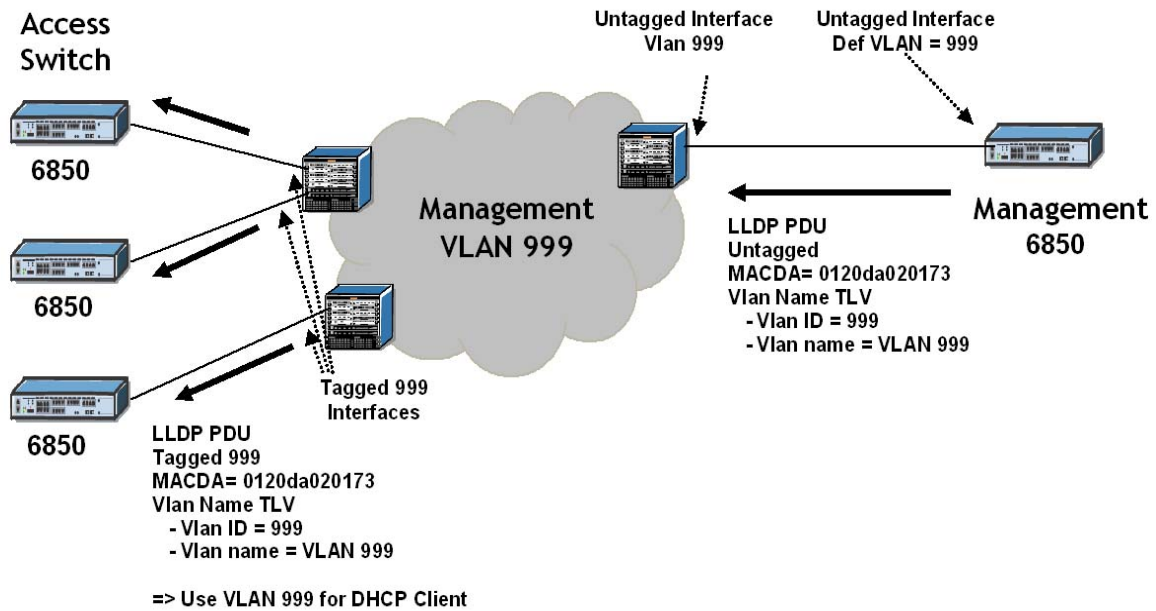 Access
Switch
6850
6850
6850
Untagged Interface
Vlan 999
Untagged Interface
Def VLAN = 999
Management
VLAN 999
Management
6850
LLDP PDU
Untagged
MACDA= 0120da020173
Vlan Name TLV
- Vlan ID = 999
- Vlan name = VLAN 999
Tagged 999
Interfaces
LLDP PDU
Tagged 999
MACDA= 0120da020173
Vlan Name TLV
- Vlan ID = 999
- Vlan name = VLAN 999
=> Use VLAN 999 for DHCP Client